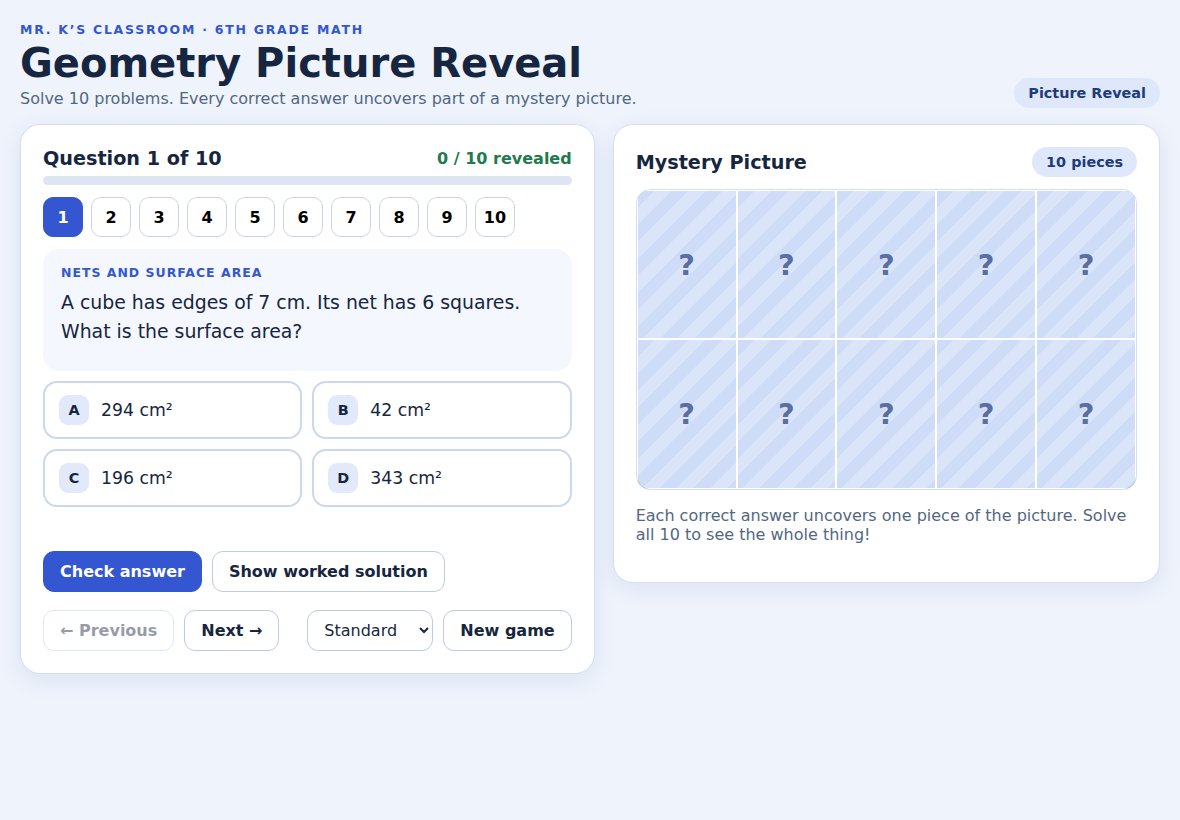 MR. K’S CLASSROOM · 6TH GRADE MATH
Geometry Picture Reveal
Solve 10 problems. Every correct answer uncovers part of a mystery picture.
Picture Reveal
Question 1 of 10
0 / 10 revealed
1 2 3 4 5 6 7 8 9 10
NETS AND SURFACE AREA
A cube has edges of 7 cm. Its net has 6 squares.
What is the surface area?
A 294 cm²
B 42 cm²
C 196 cm²
D 343 cm²
Check answer
Show worked solution
← Previous
Next →
Standard
New game
Mystery Picture
10 pieces
? ? ? ? ?
? ? ? ? ?
Each correct answer uncovers one piece of the picture. Solve
all 10 to see the whole thing!